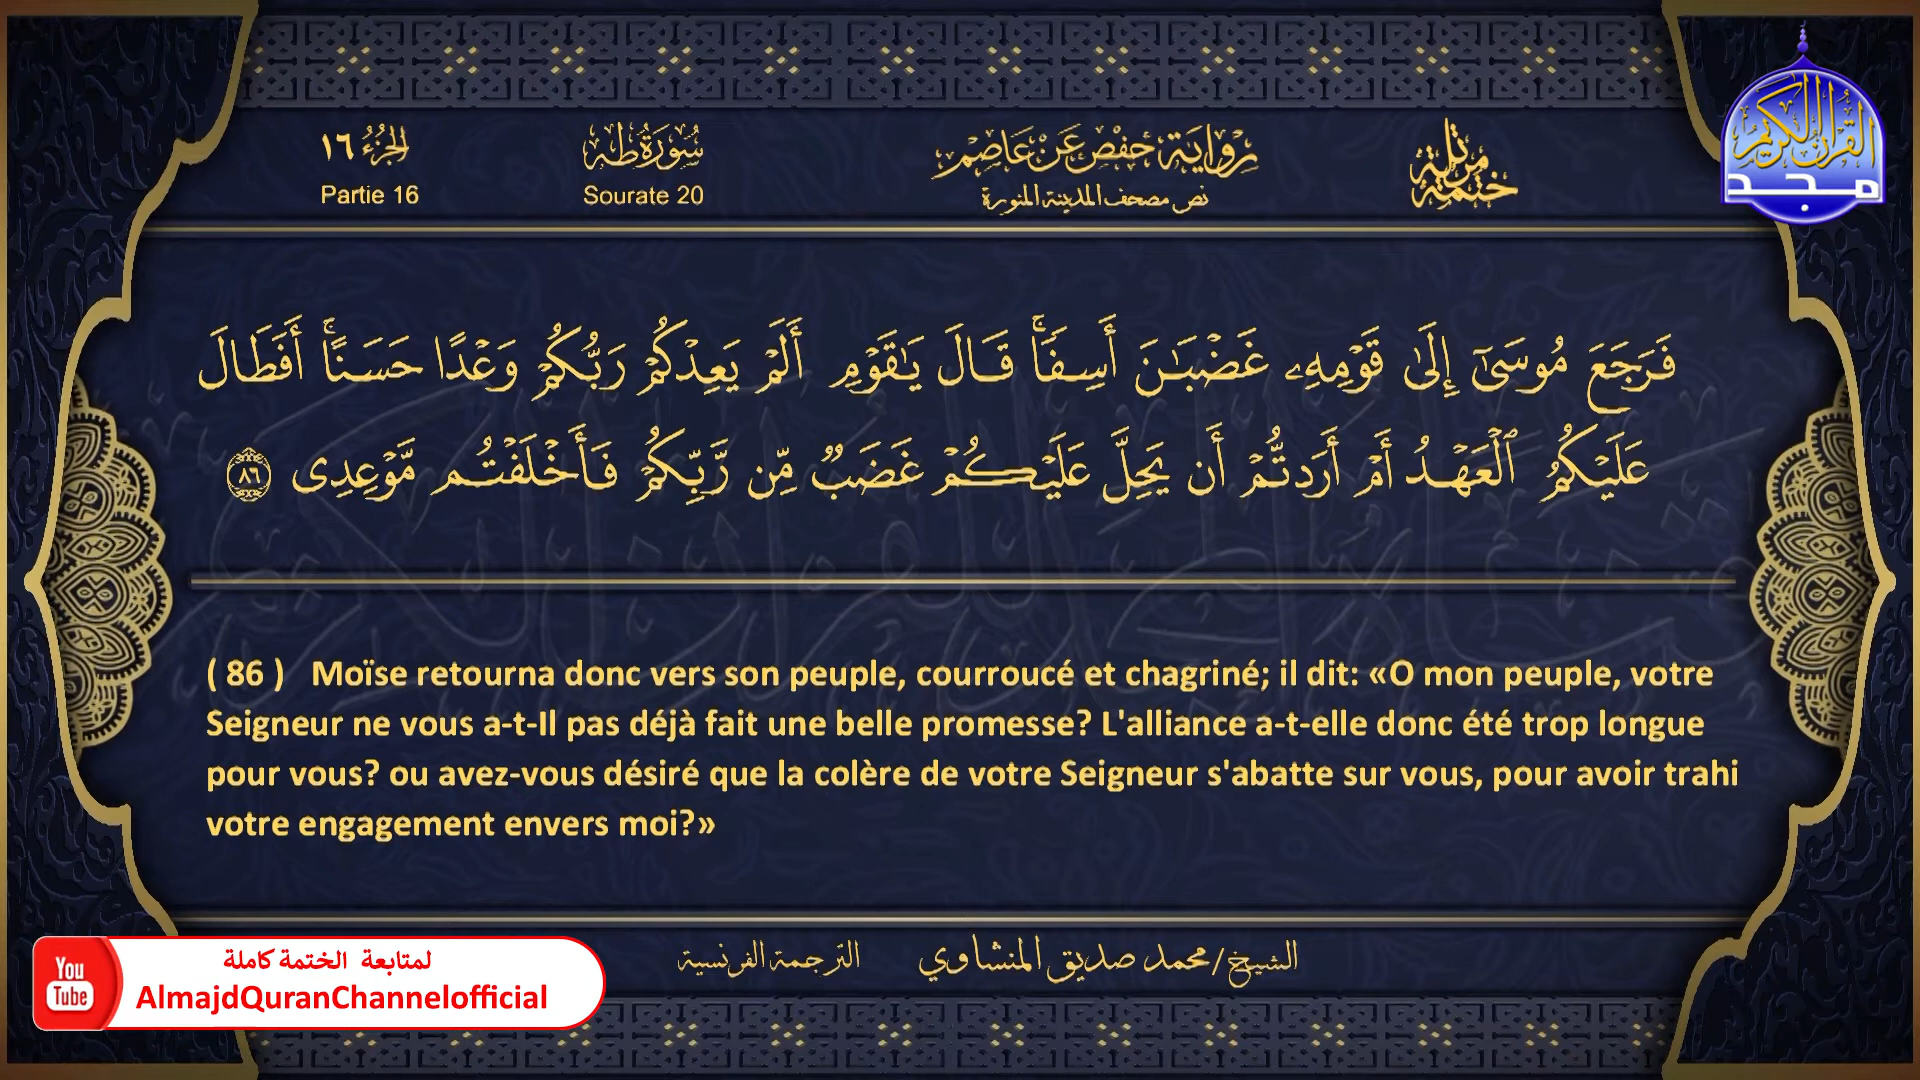 ختمة مرتلة
رواية: حفص عن عاصم
سورة طه
الجزء ١٦
نص مصحف المدينة المنورة
Sourate 20
Partie 16
القرآن الكريم
مجد
فَرَجَعَ مُوسَىٰٓ إِلَىٰ قَوْمِهِۦ غَضْبَٰنَ أَسِفًاۚ قَالَ يَٰقَوْمِ أَلَمْ يَعِدْكُمْ رَبُّكُمْ وَعْدًا حَسَنًاۚ أَفَطَالَ
عَلَيْكُمُ ٱلْعَهْدُ أَمْ أَرَدتُّمْ أَن يَحِلَّ عَلَيْكُمْ غَضَبٌ مِّن رَّبِّكُمْ فَأَخْلَفْتُم مَّوْعِدِى ٨٦
( 86 ) Moïse retourna donc vers son peuple, courroucé et chagriné; il dit: «O mon peuple, votre
Seigneur ne vous a-t-Il pas déjà fait une belle promesse? L'alliance a-t-elle donc été trop longue
pour vous? ou avez-vous désiré que la colère de votre Seigneur s'abatte sur vous, pour avoir trahi
votre engagement envers moi?»
الشيخ / محمد صديق المنشاوي
الترجمة الفرنسية
لمتابعة الختمة كاملة
You
Tube
AlmajdQuranChannelofficial